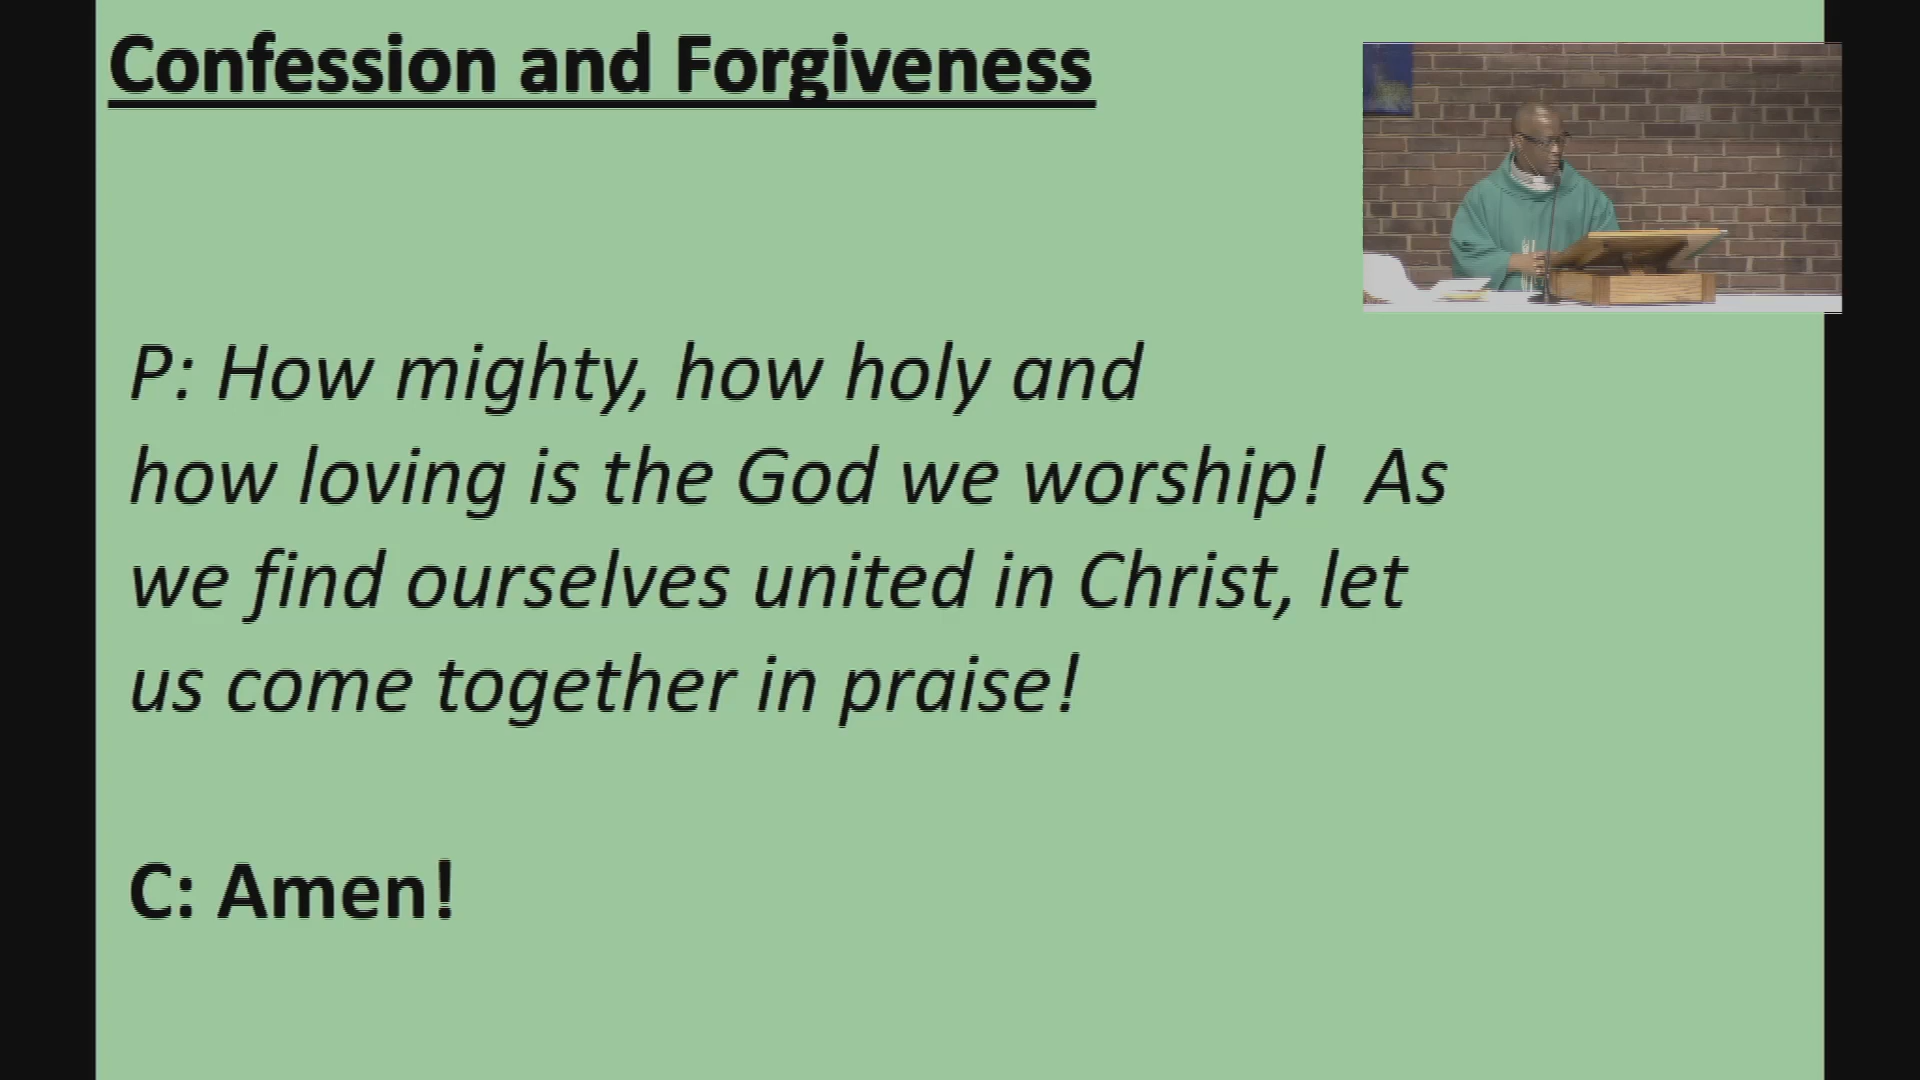 Confession and Forgiveness
P: How mighty, how holy and
how loving is the God we worship!  As
we find ourselves united in Christ, let
us come together in praise!
C: Amen!